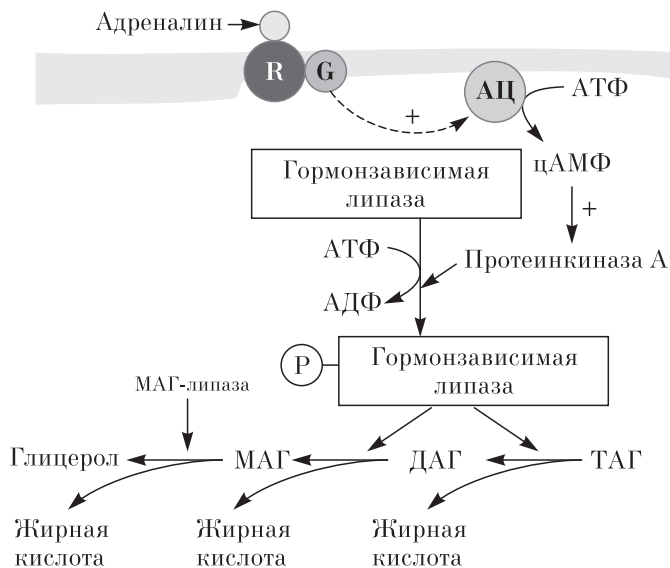 Адреналин
R
G
АЦ
АТФ
+
цАМФ
Гормонзависимая
липаза
+
АТФ
Протеинкиназа А
АДФ
Р
Гормонзависимая
липаза
МАГ-липаза
Глицерол
МАГ
ДАГ
ТАГ
Жирная
кислота
Жирная
кислота
Жирная
кислота